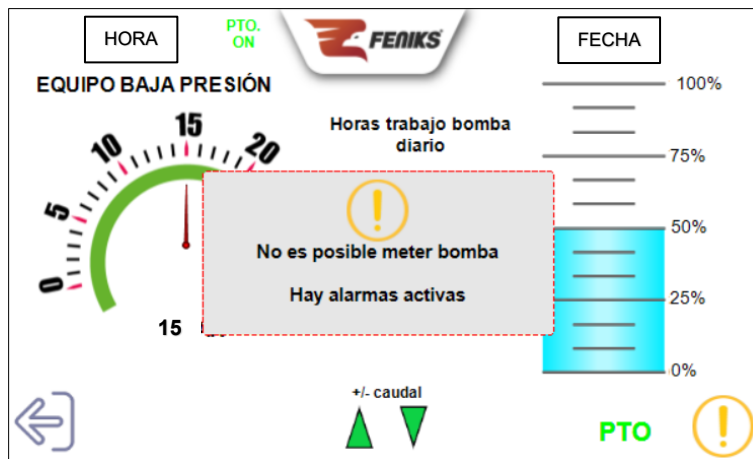 HORA
PTO.
ON
FENIKS
FECHA
EQUIPO BAJA PRESIÓN
0
5
10
15
20
15
Horas trabajo bomba
diario
No es posible meter bomba
Hay alarmas activas
100%
75%
50%
25%
0%
+/- caudal
PTO